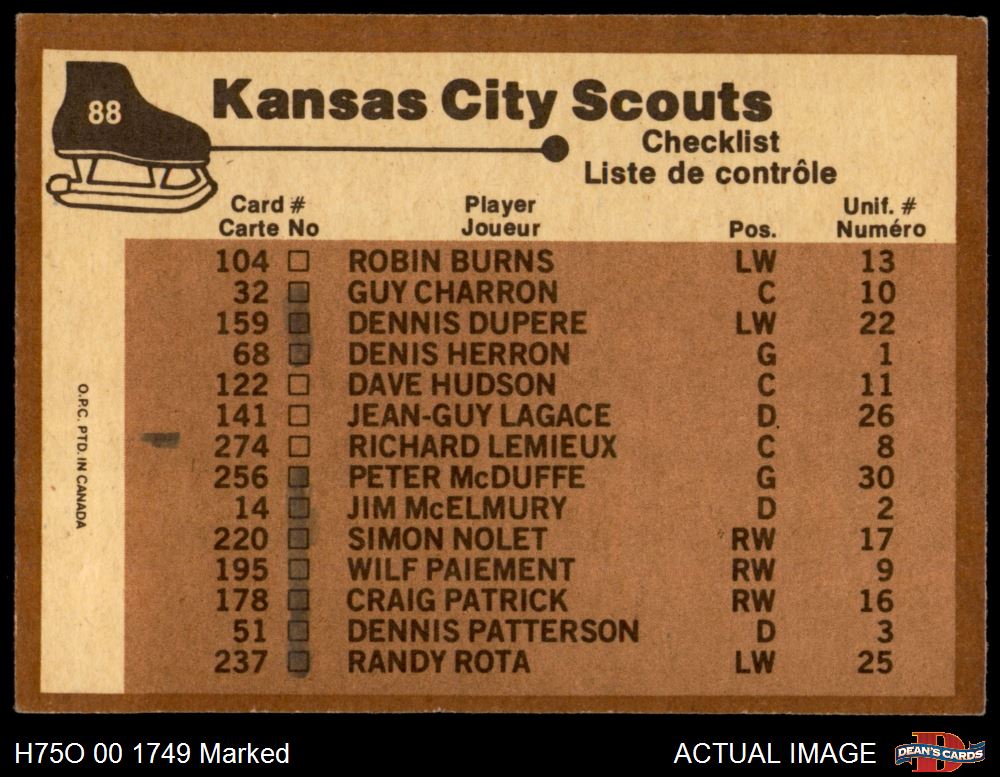 88
Kansas City Scouts
Checklist
Liste de contrôle
Card # Player Unif. #
Carte No Joueur Pos. Numéro
104 ROBIN BURNS LW 13
32 GUY CHARRON C 10
159 DENNIS DUPERE LW 22
68 DENIS HERRON G 1
122 DAVE HUDSON C 11
141 JEAN-GUY LAGACE D 26
274 RICHARD LEMIEUX C 8
256 PETER McDUFFE G 30
14 JIM McELMURY D 2
220 SIMON NOLET RW 17
195 WILF PAIEMENT RW 9
178 CRAIG PATRICK RW 16
51 DENNIS PATTERSON D 3
237 RANDY ROTA LW 25
O.P.C. PTD. IN CANADA
H75O 00 1749 Marked
ACTUAL IMAGE
DEAN'S CARDS